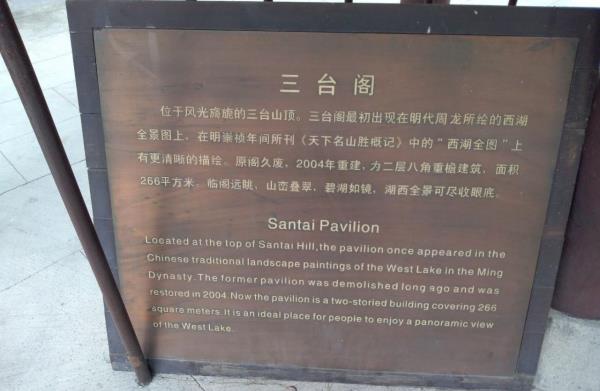 三台阁
位于风光旖旎的三台山顶。三台阁最初出现在明代周龙所绘的西湖
全景图上，在明崇祯年间所刊《天下名山胜概记》中的“西湖全图”上
有更清晰的描绘。原阁久废，2004年重建，为二层八角重檐建筑，面积
266平方米。临阁远眺，山峦叠翠，碧湖如镜，湖西全景可尽收眼底。
Santai Pavilion
Located at the top of Santai Hill,the pavilion once appeared in the
Chinese traditional landscape paintings of the West Lake in the Ming
Dynasty.The former pavilion was demolished long ago and was
restored in 2004.Now the pavilion is a two-storied building covering 266
square meters.It is an ideal place for people to enjoy a panoramic view
of the West Lake.